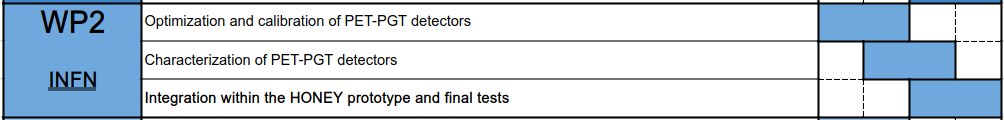 WP2
INFN
Optimization and calibration of PET-PGT detectors
Characterization of PET-PGT detectors
Integration within the HONEY prototype and final tests